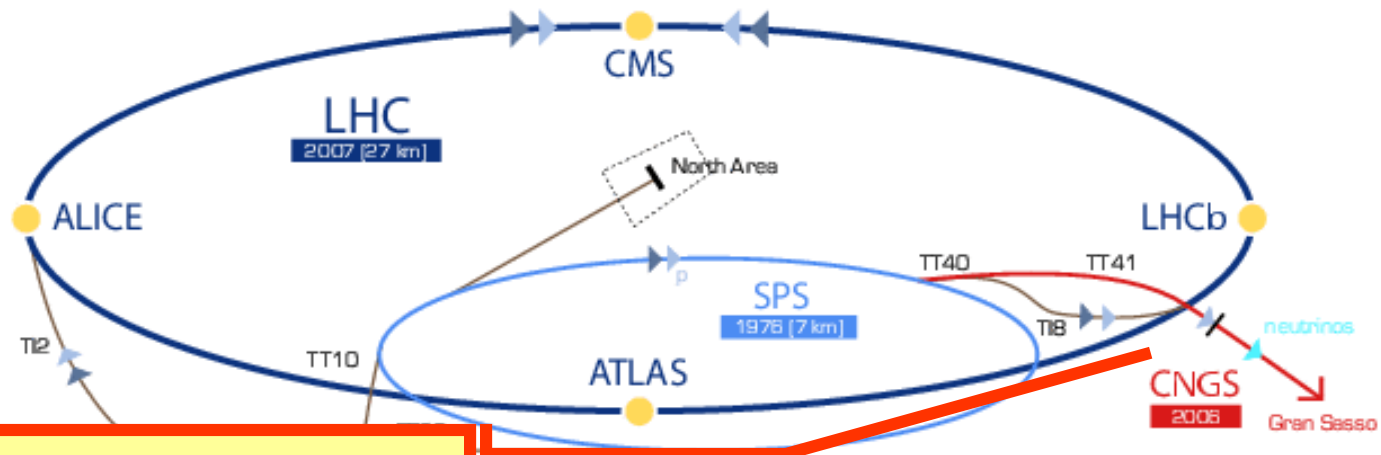 CMS
LHC
2007 [27 km]
North Area
ALICE
LHCb
TT40
TT41
p
SPS
1976 [7 km]
TI8
neutrinos
TI2
TT10
ATLAS
CNGS
2006
Gran Sasso